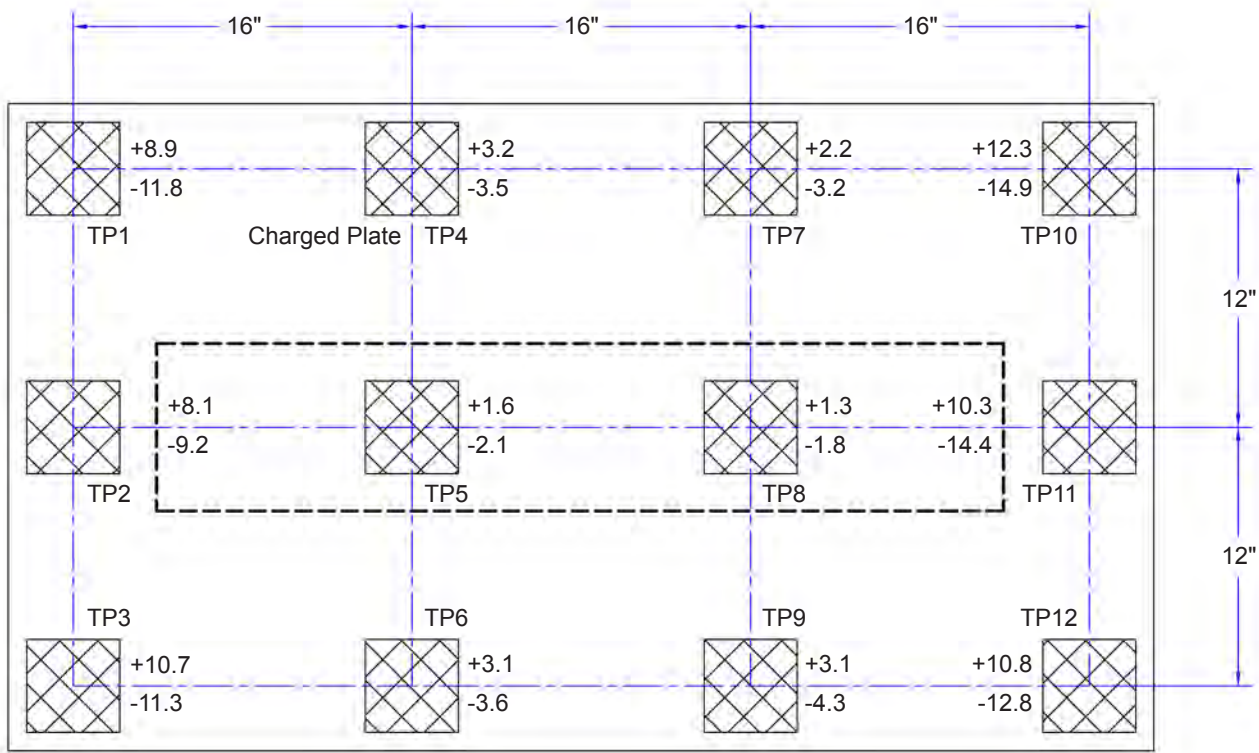 16" 16" 16"
+8.9 +3.2 +2.2 +12.3
-11.8 -3.5 -3.2 -14.9
TP1 Charged Plate TP4 TP7 TP10
12"
+8.1 +1.6 +1.3 +10.3
-9.2 -2.1 -1.8 -14.4
TP2 TP5 TP8 TP11
12"
TP3 TP6 TP9 TP12
+10.7 +3.1 +3.1 +10.8
-11.3 -3.6 -4.3 -12.8